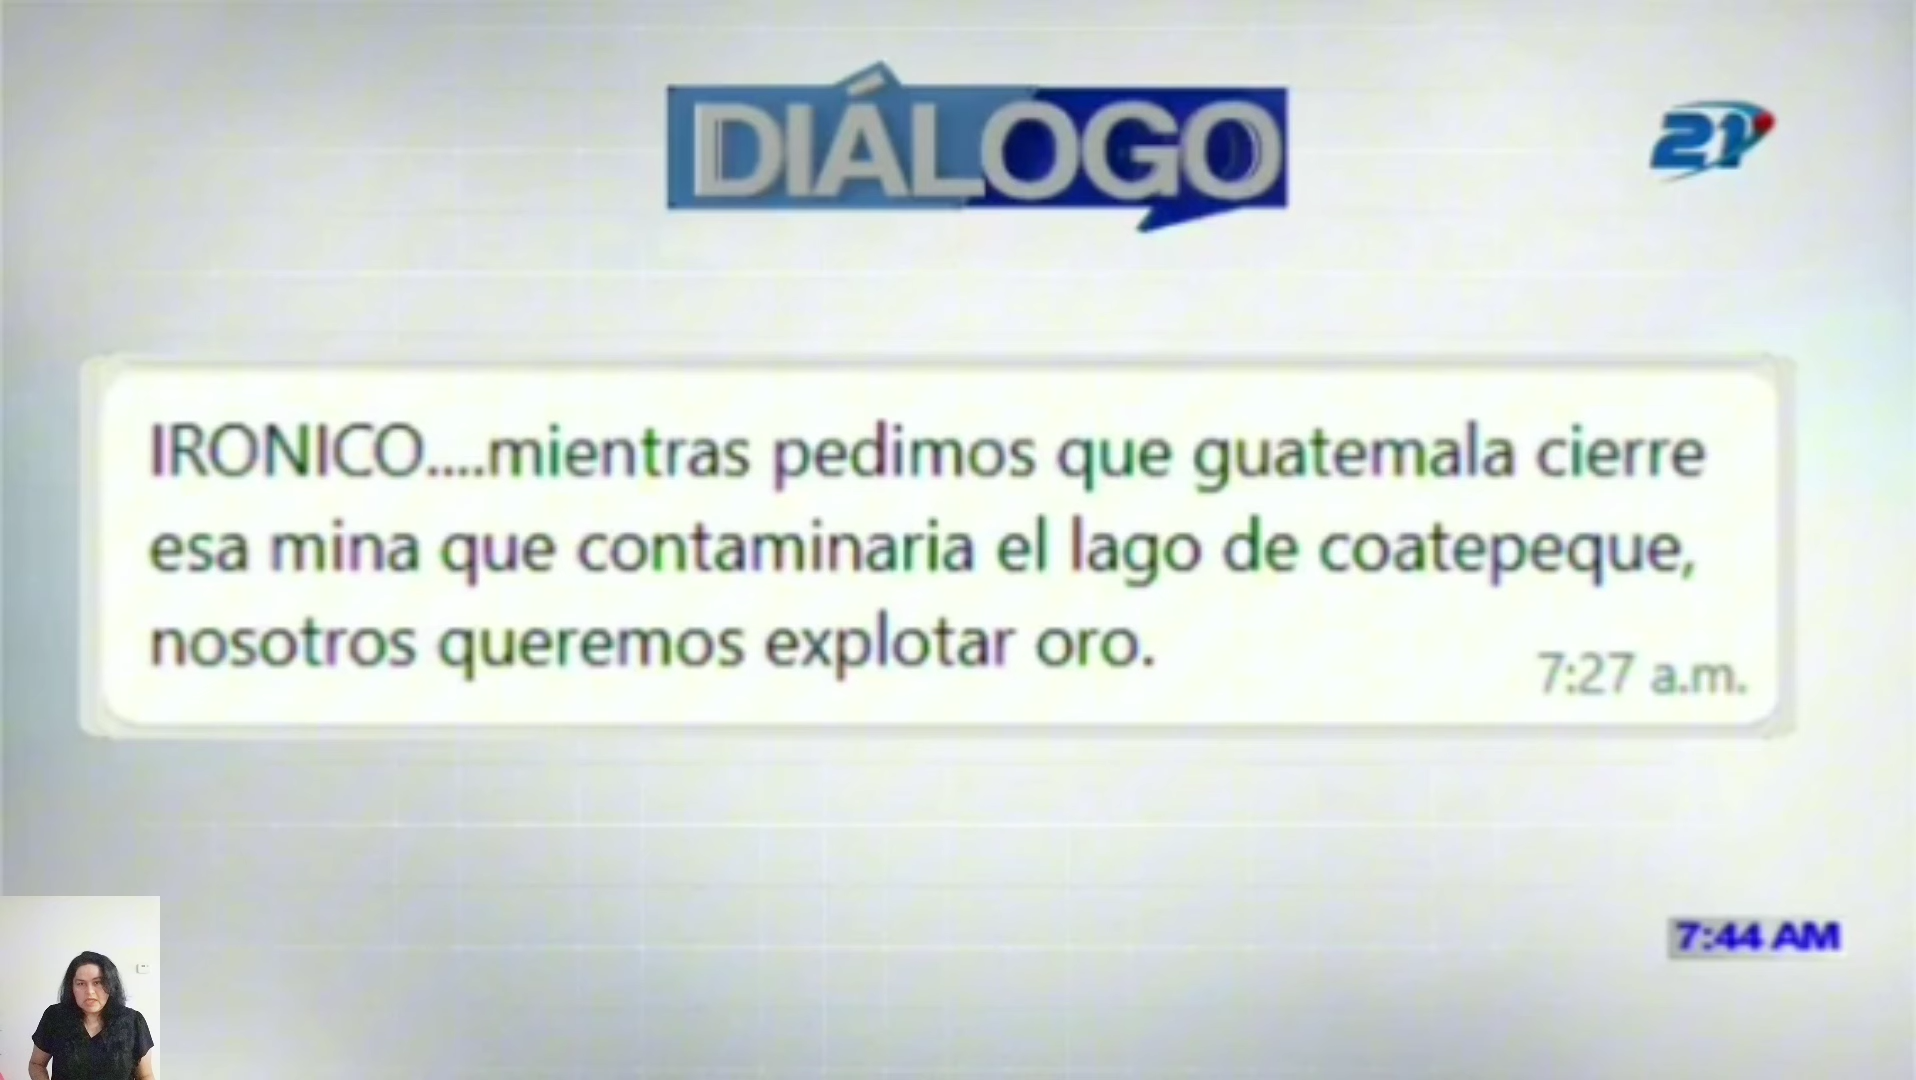 DIÁLOGO
21
IRONICO....mientras pedimos que guatemala cierre
esa mina que contaminaria el lago de coatepeque,
nosotros queremos explotar oro.
7:27 a.m.
7:44 AM